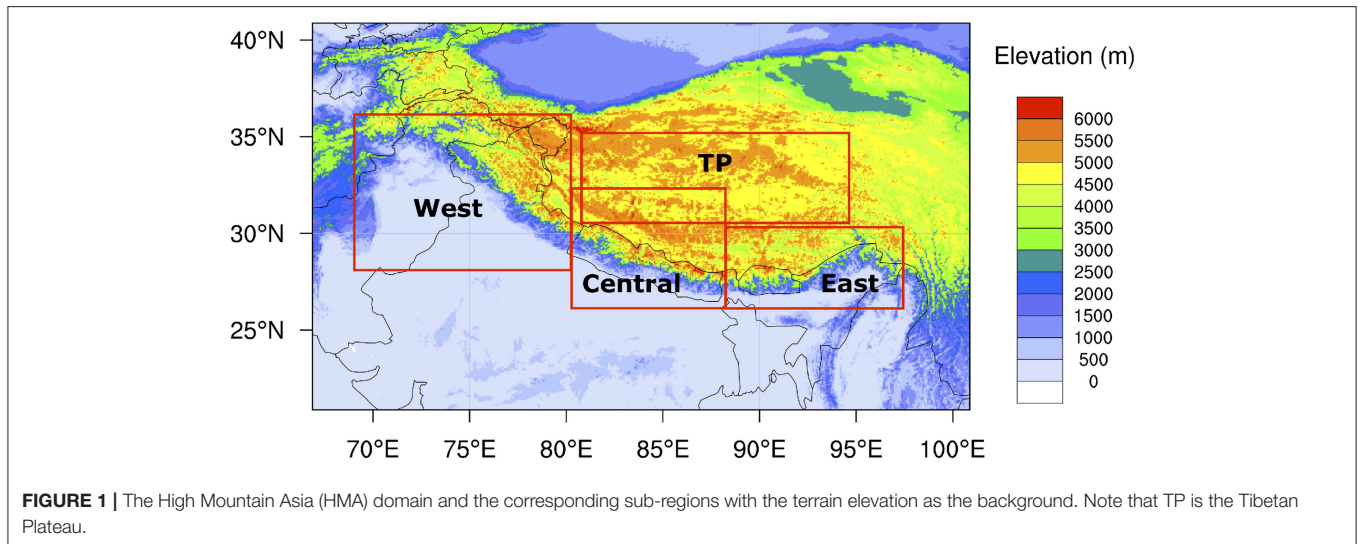 40°N
35°N
30°N
25°N
70°E 75°E 80°E 85°E 90°E 95°E 100°E
TP
West
Central
East
Elevation (m)
6000
5500
5000
4500
4000
3500
3000
2500
2000
1500
1000
500
0
FIGURE 1 | The High Mountain Asia (HMA) domain and the corresponding sub-regions with the terrain elevation as the background. Note that TP is the Tibetan
Plateau.